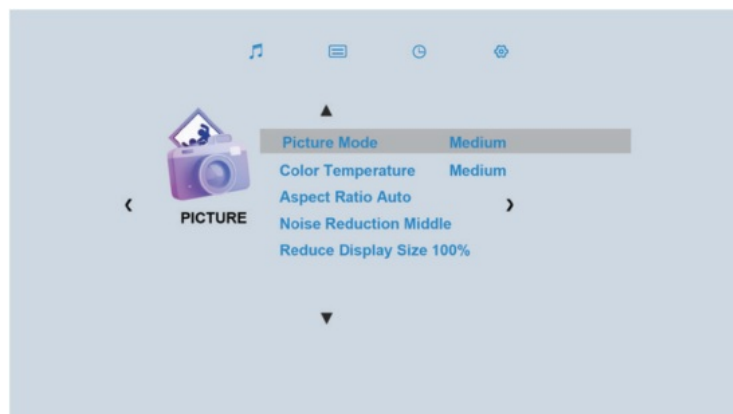 Picture Mode Medium
Color Temperature Medium
Aspect Ratio Auto
PICTURE
Noise Reduction Middle
Reduce Display Size 100%